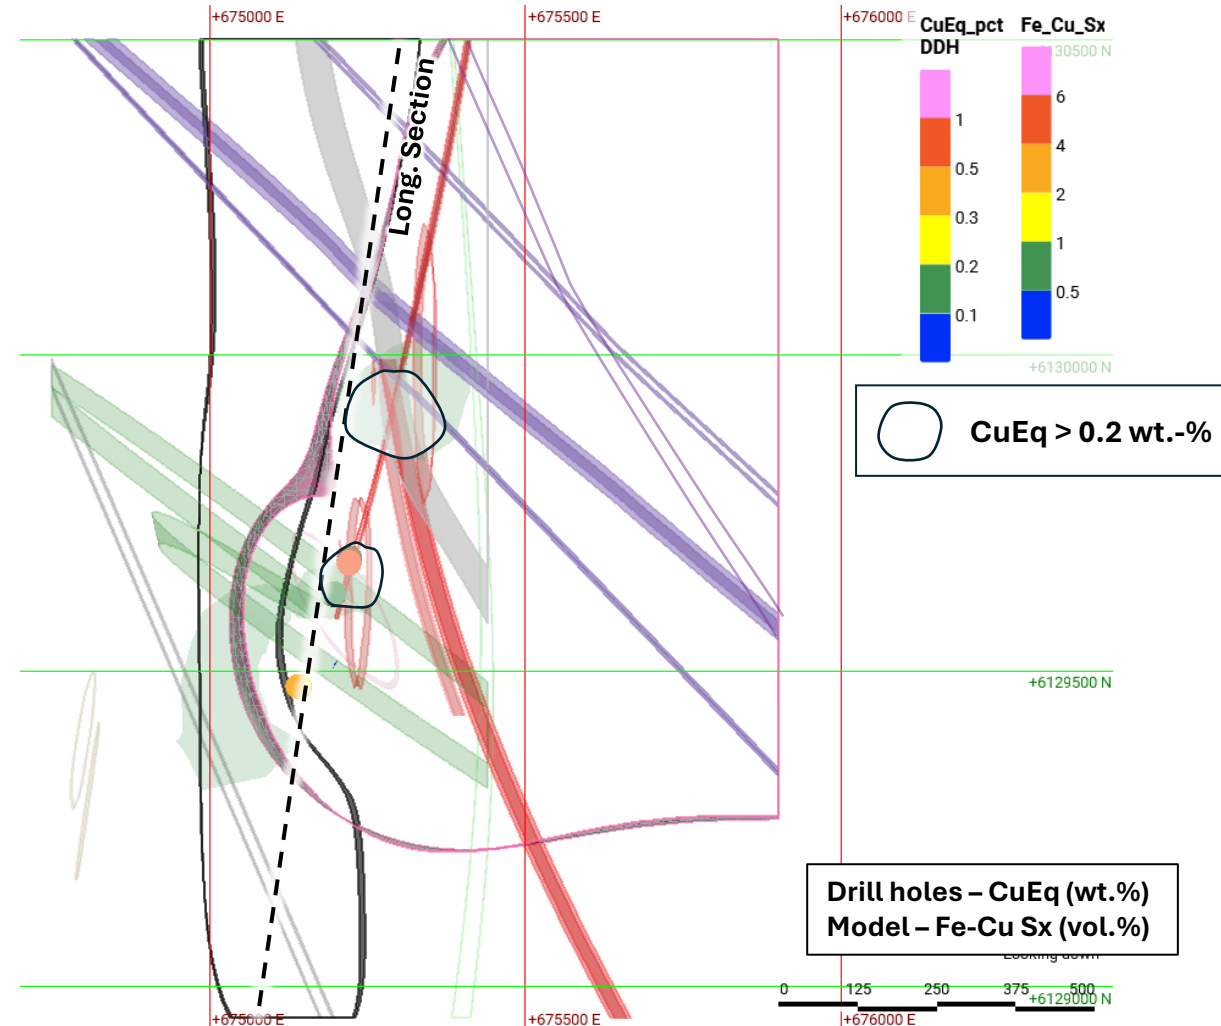 +675000 E
+675500 E
+676000 E
CuEq_pct
DDH
1
0.5
0.3
0.2
0.1
Fe_Cu_Sx
6
4
2
1
0.5
+6130500 N
Long. Section
+6130000 N
CuEq > 0.2 wt.-%
+6129500 N
Drill holes – CuEq (wt.%)
Model – Fe-Cu Sx (vol.%)
Looking down
0
125
250
375
500
+6129000 N
+675000 E
+675500 E
+676000 E